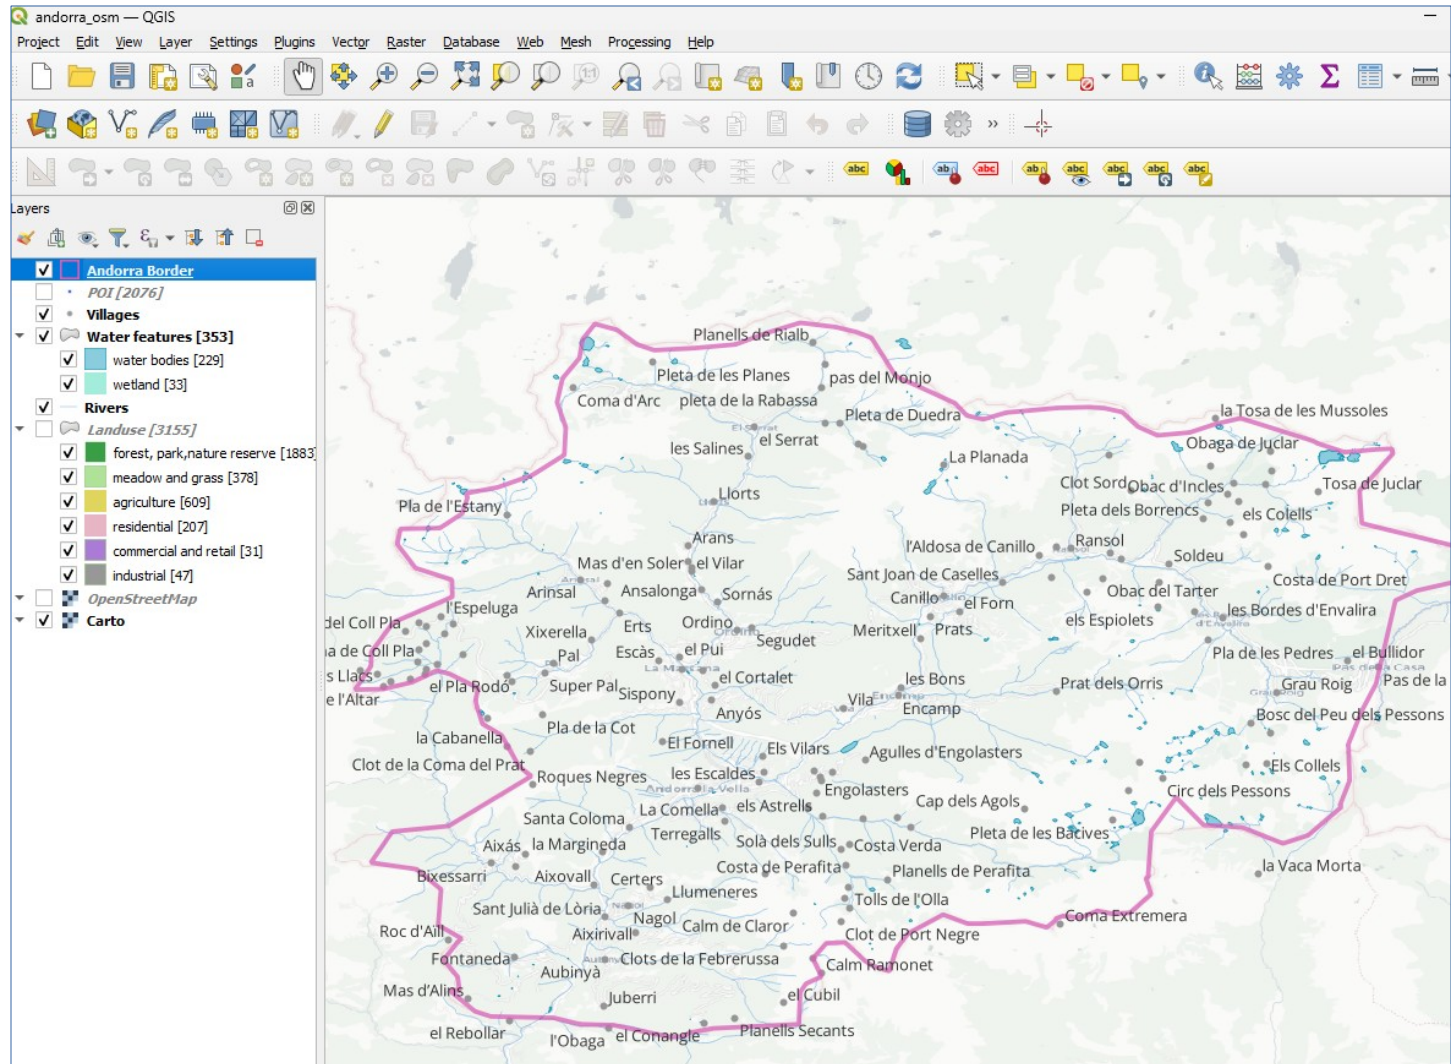 andorra_osm — QGIS
Project Edit View Layer Settings Plugins Vector Raster Database Web Mesh Processing Help
Layers
Andorra Border
POI [2076]
Villages
Water features [353]
water bodies [229]
wetland [33]
Rivers
Landuse [3155]
forest, park,nature reserve [1883]
meadow and grass [378]
agriculture [609]
residential [207]
commercial and retail [31]
industrial [47]
OpenStreetMap
Carto
Planells de Rialb
Pleta de les Planes
pas del Monjo
Coma d'Arc
pleta de la Rabassa
Pleta de Duedra
la Tosa de les Mussoles
El Serrat
el Serrat
les Salines
Obaga de Juclar
La Planada
Clot Sord
Obac d'Incles
Tosa de Juclar
Llorts
Pla de l'Estany
Pleta dels Borrencs
els Colells
Arans
l'Aldosa de Canillo
Ransol
Soldeu
Mas d'en Soler
el Vilar
Sant Joan de Caselles
Costa de Port Dret
Arinsal
Ansalonga
Sornás
Canillo
el Forn
Obac del Tarter
l'Espeluga
els Espiolets
les Bordes d'Envalira
del Coll Pla
Xixerella
Erts
Ordino
Segudet
Meritxell
Prats
a de Coll Pla
Pal
Escàs
el Pui
Pla de les Pedres
el Bullidor
La Massana
Pas de la Casa
s Llacs
el Pla Rodó
Super Pal
Sispony
el Cortalet
les Bons
Prat dels Orris
Grau Roig
Pas de la
e l'Altar
Vila
Encamp
Anyós
Bosc del Peu dels Pessons
Pla de la Cot
la Cabanella
El Fornell
Els Vilars
Agulles d'Engolasters
Clot de la Coma del Prat
Roques Negres
les Escaldes
Els Collels
Andorra la Vella
Engolasters
Circ dels Pessons
La Comella
els Astrells
Cap dels Agols
Santa Coloma
Terregalls
Pleta de les Bacives
Aixás
la Margineda
Solà dels Sulls
Costa Verda
Bixessarri
Aixovall
Certers
Costa de Perafita
Planells de Perafita
la Vaca Morta
Llumeneres
Tolls de l'Olla
Sant Julià de Lòria
Nagol
Calm de Claror
Coma Extremera
Roc d'Aill
Aixirivall
Clot de Port Negre
Fontaneda
Clots de la Febrerussa
Aubinyà
Calm Ramonet
Mas d'Alins
Juberri
el Cubil
el Rebollar
l'Obaga
el Conangle
Planells Secants